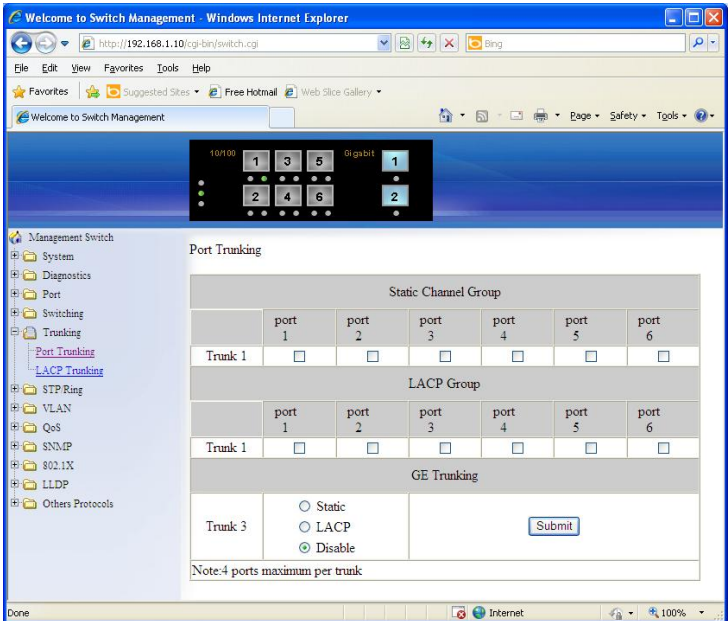 Welcome to Switch Management - Windows Internet Explorer
http://192.168.1.10/cgi-bin/switch.cgi
Bing
File Edit View Favorites Tools Help
Favorites Suggested Sites Free Hotmail Web Slice Gallery
Welcome to Switch Management
Page Safety Tools
10/100 1 3 5 Gigabit 1
2 4 6 2
Management Switch
System
Diagnostics
Port
Switching
Trunking
Port Trunking
LACP Trunking
STP/Ring
VLAN
QoS
SNMP
802.1X
LLDP
Others Protocols
Port Trunking
Static Channel Group
port 1 port 2 port 3 port 4 port 5 port 6
Trunk 1
LACP Group
port 1 port 2 port 3 port 4 port 5 port 6
Trunk 1
GE Trunking
Trunk 3
Static
LACP
Disable
Submit
Note:4 ports maximum per trunk
Done Internet 100%